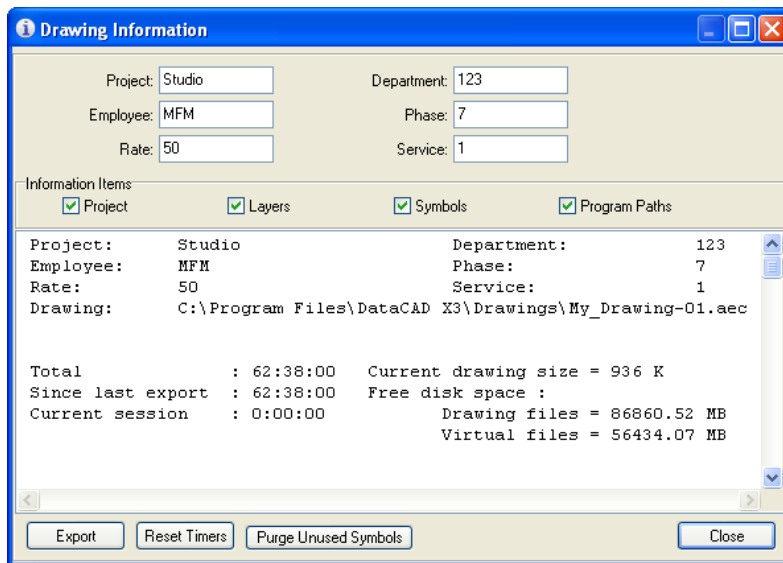 Drawing Information
Project: Studio Department: 123
Employee: MFM Phase: 7
Rate: 50 Service: 1
Information Items
Project Layers Symbols Program Paths
Project: Studio Department: 123
Employee: MFM Phase: 7
Rate: 50 Service: 1
Drawing: C:\Program Files\DataCAD X3\Drawings\My_Drawing-01.aec
Total : 62:38:00 Current drawing size = 936 K
Since last export : 62:38:00 Free disk space :
Current session : 0:00:00 Drawing files = 86860.52 MB
Virtual files = 56434.07 MB
Export Reset Timers Purge Unused Symbols Close